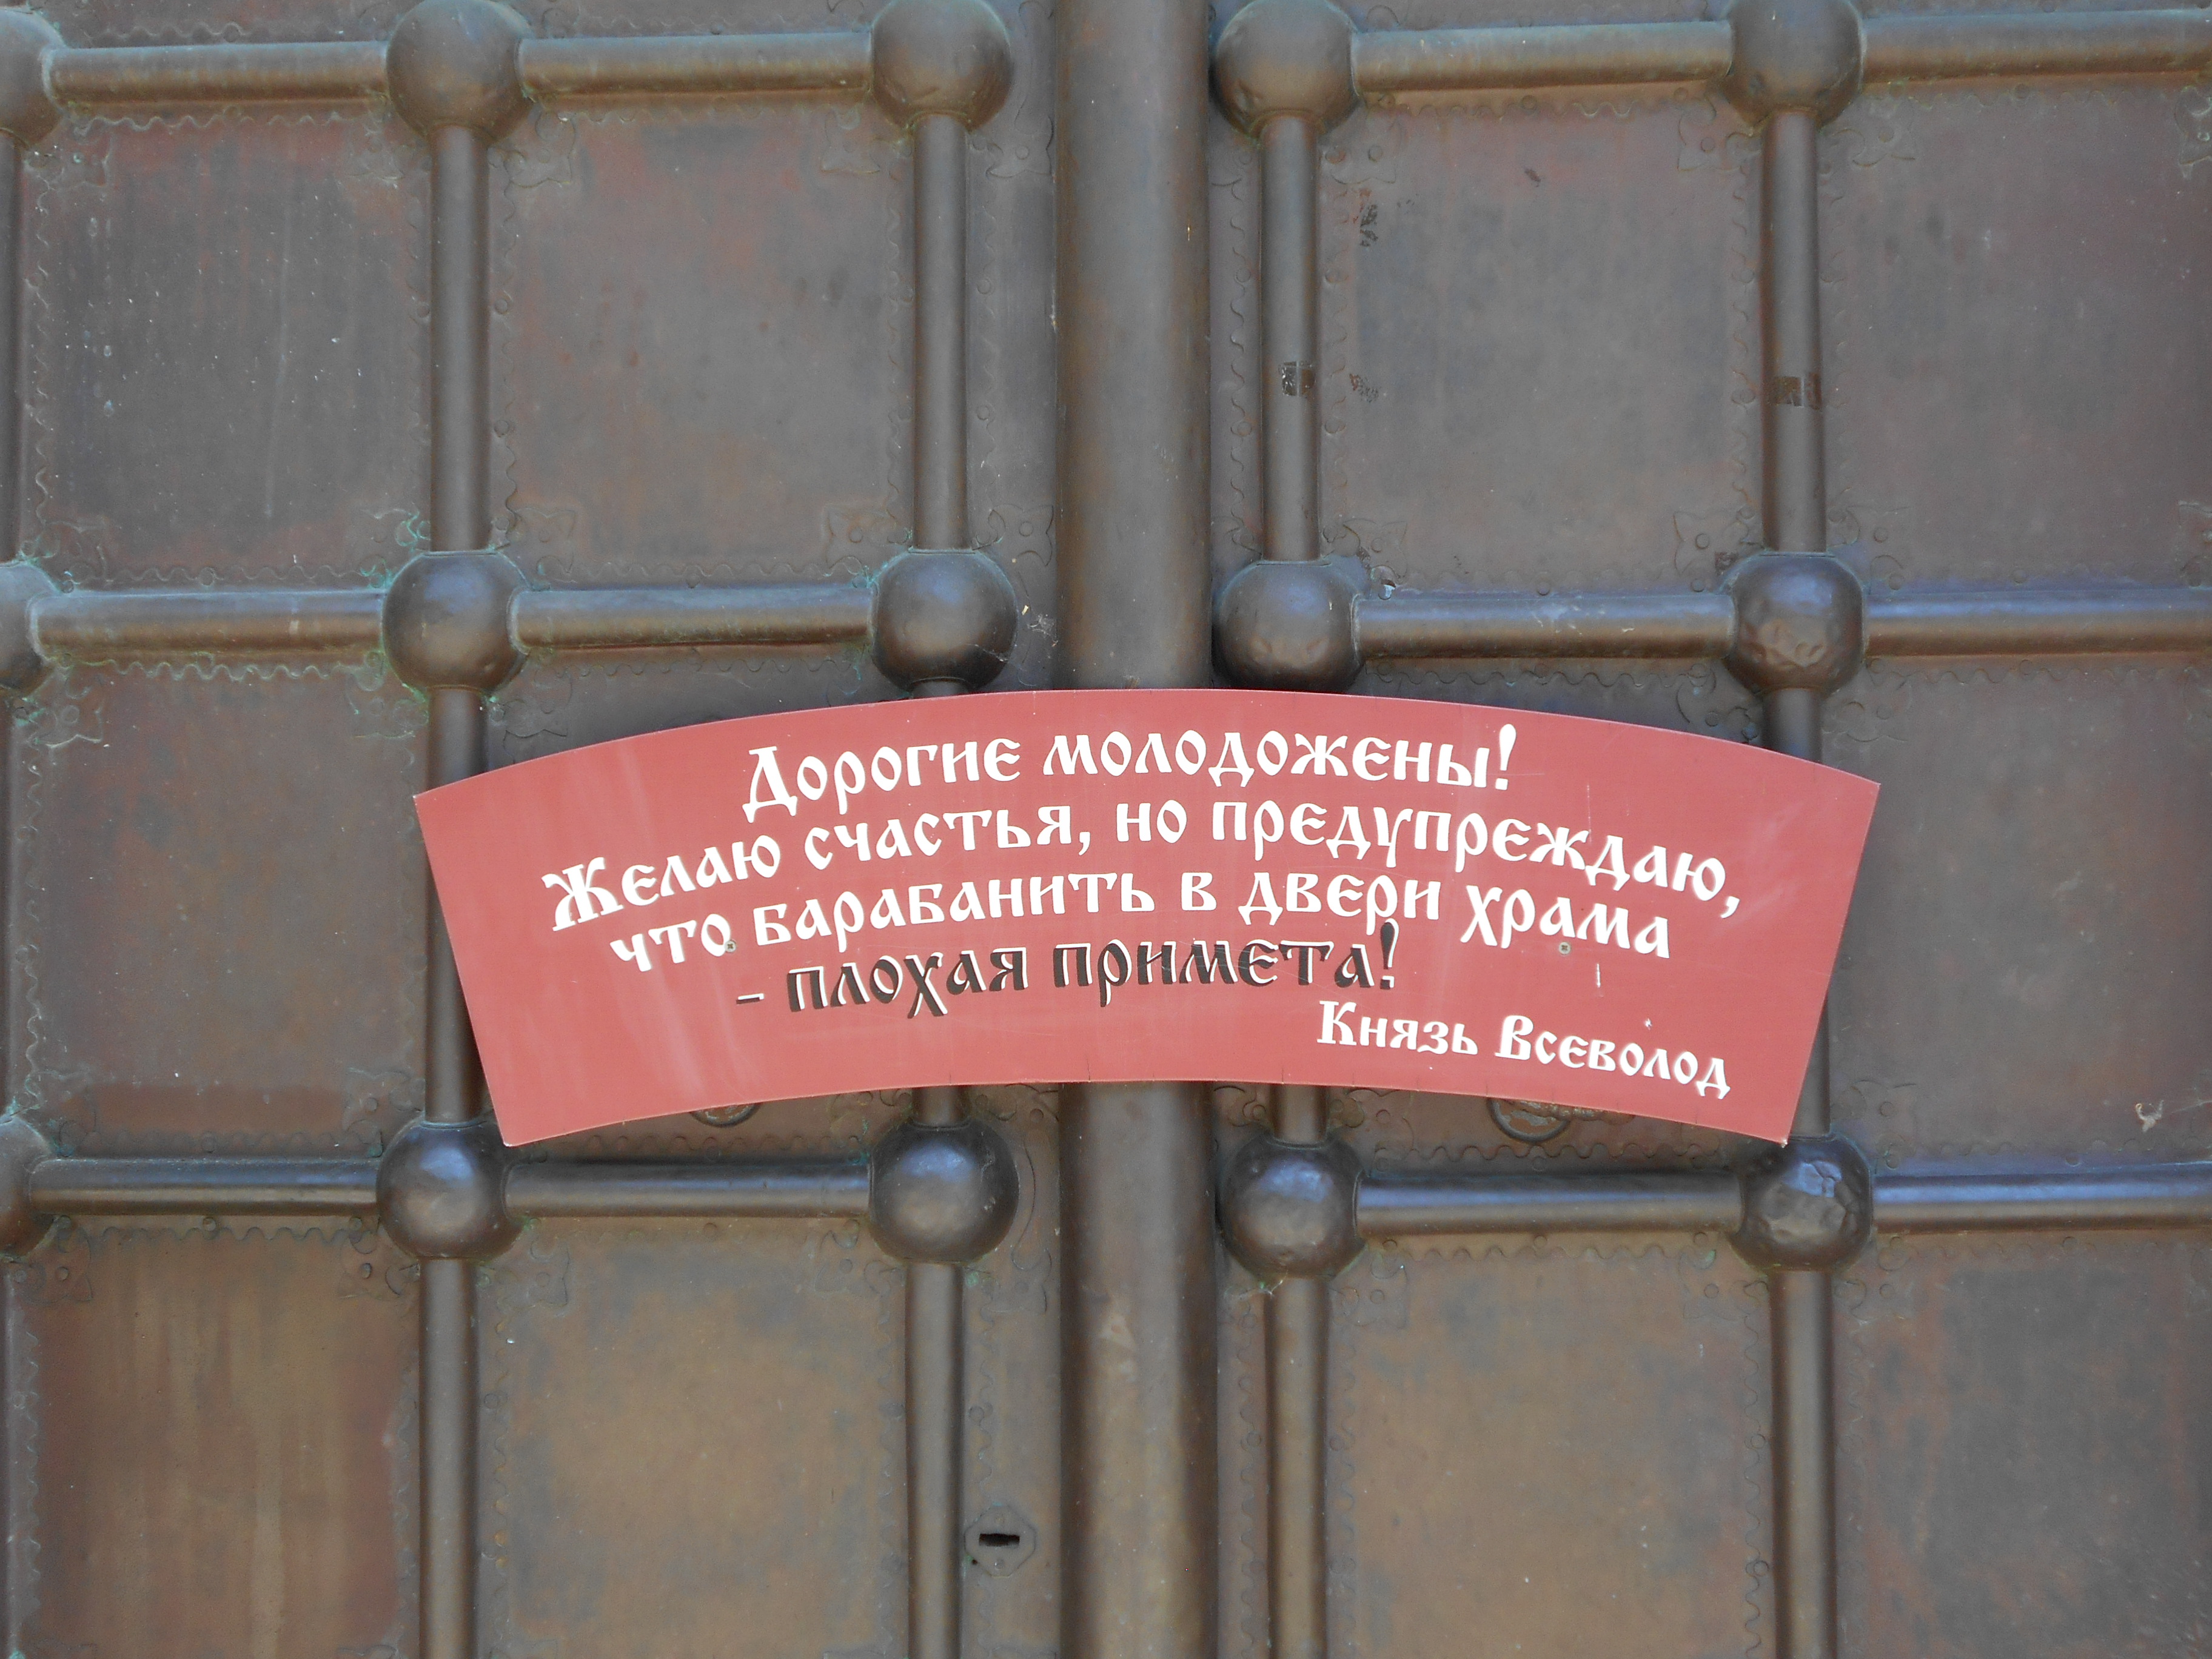 Дорогие молодожены!
Желаю счастья, но предупреждаю,
что барабанить в двери храма
- плохая примета!
Князь Всеволод